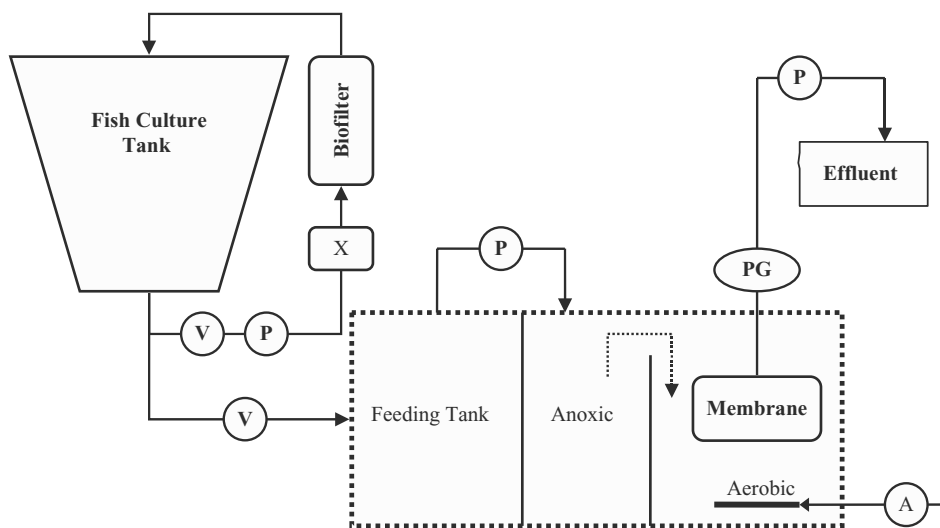 Fish Culture
Tank
Biofilter
X
V
P
V
P
Feeding Tank
Anoxic
P
Effluent
PG
Membrane
Aerobic
A